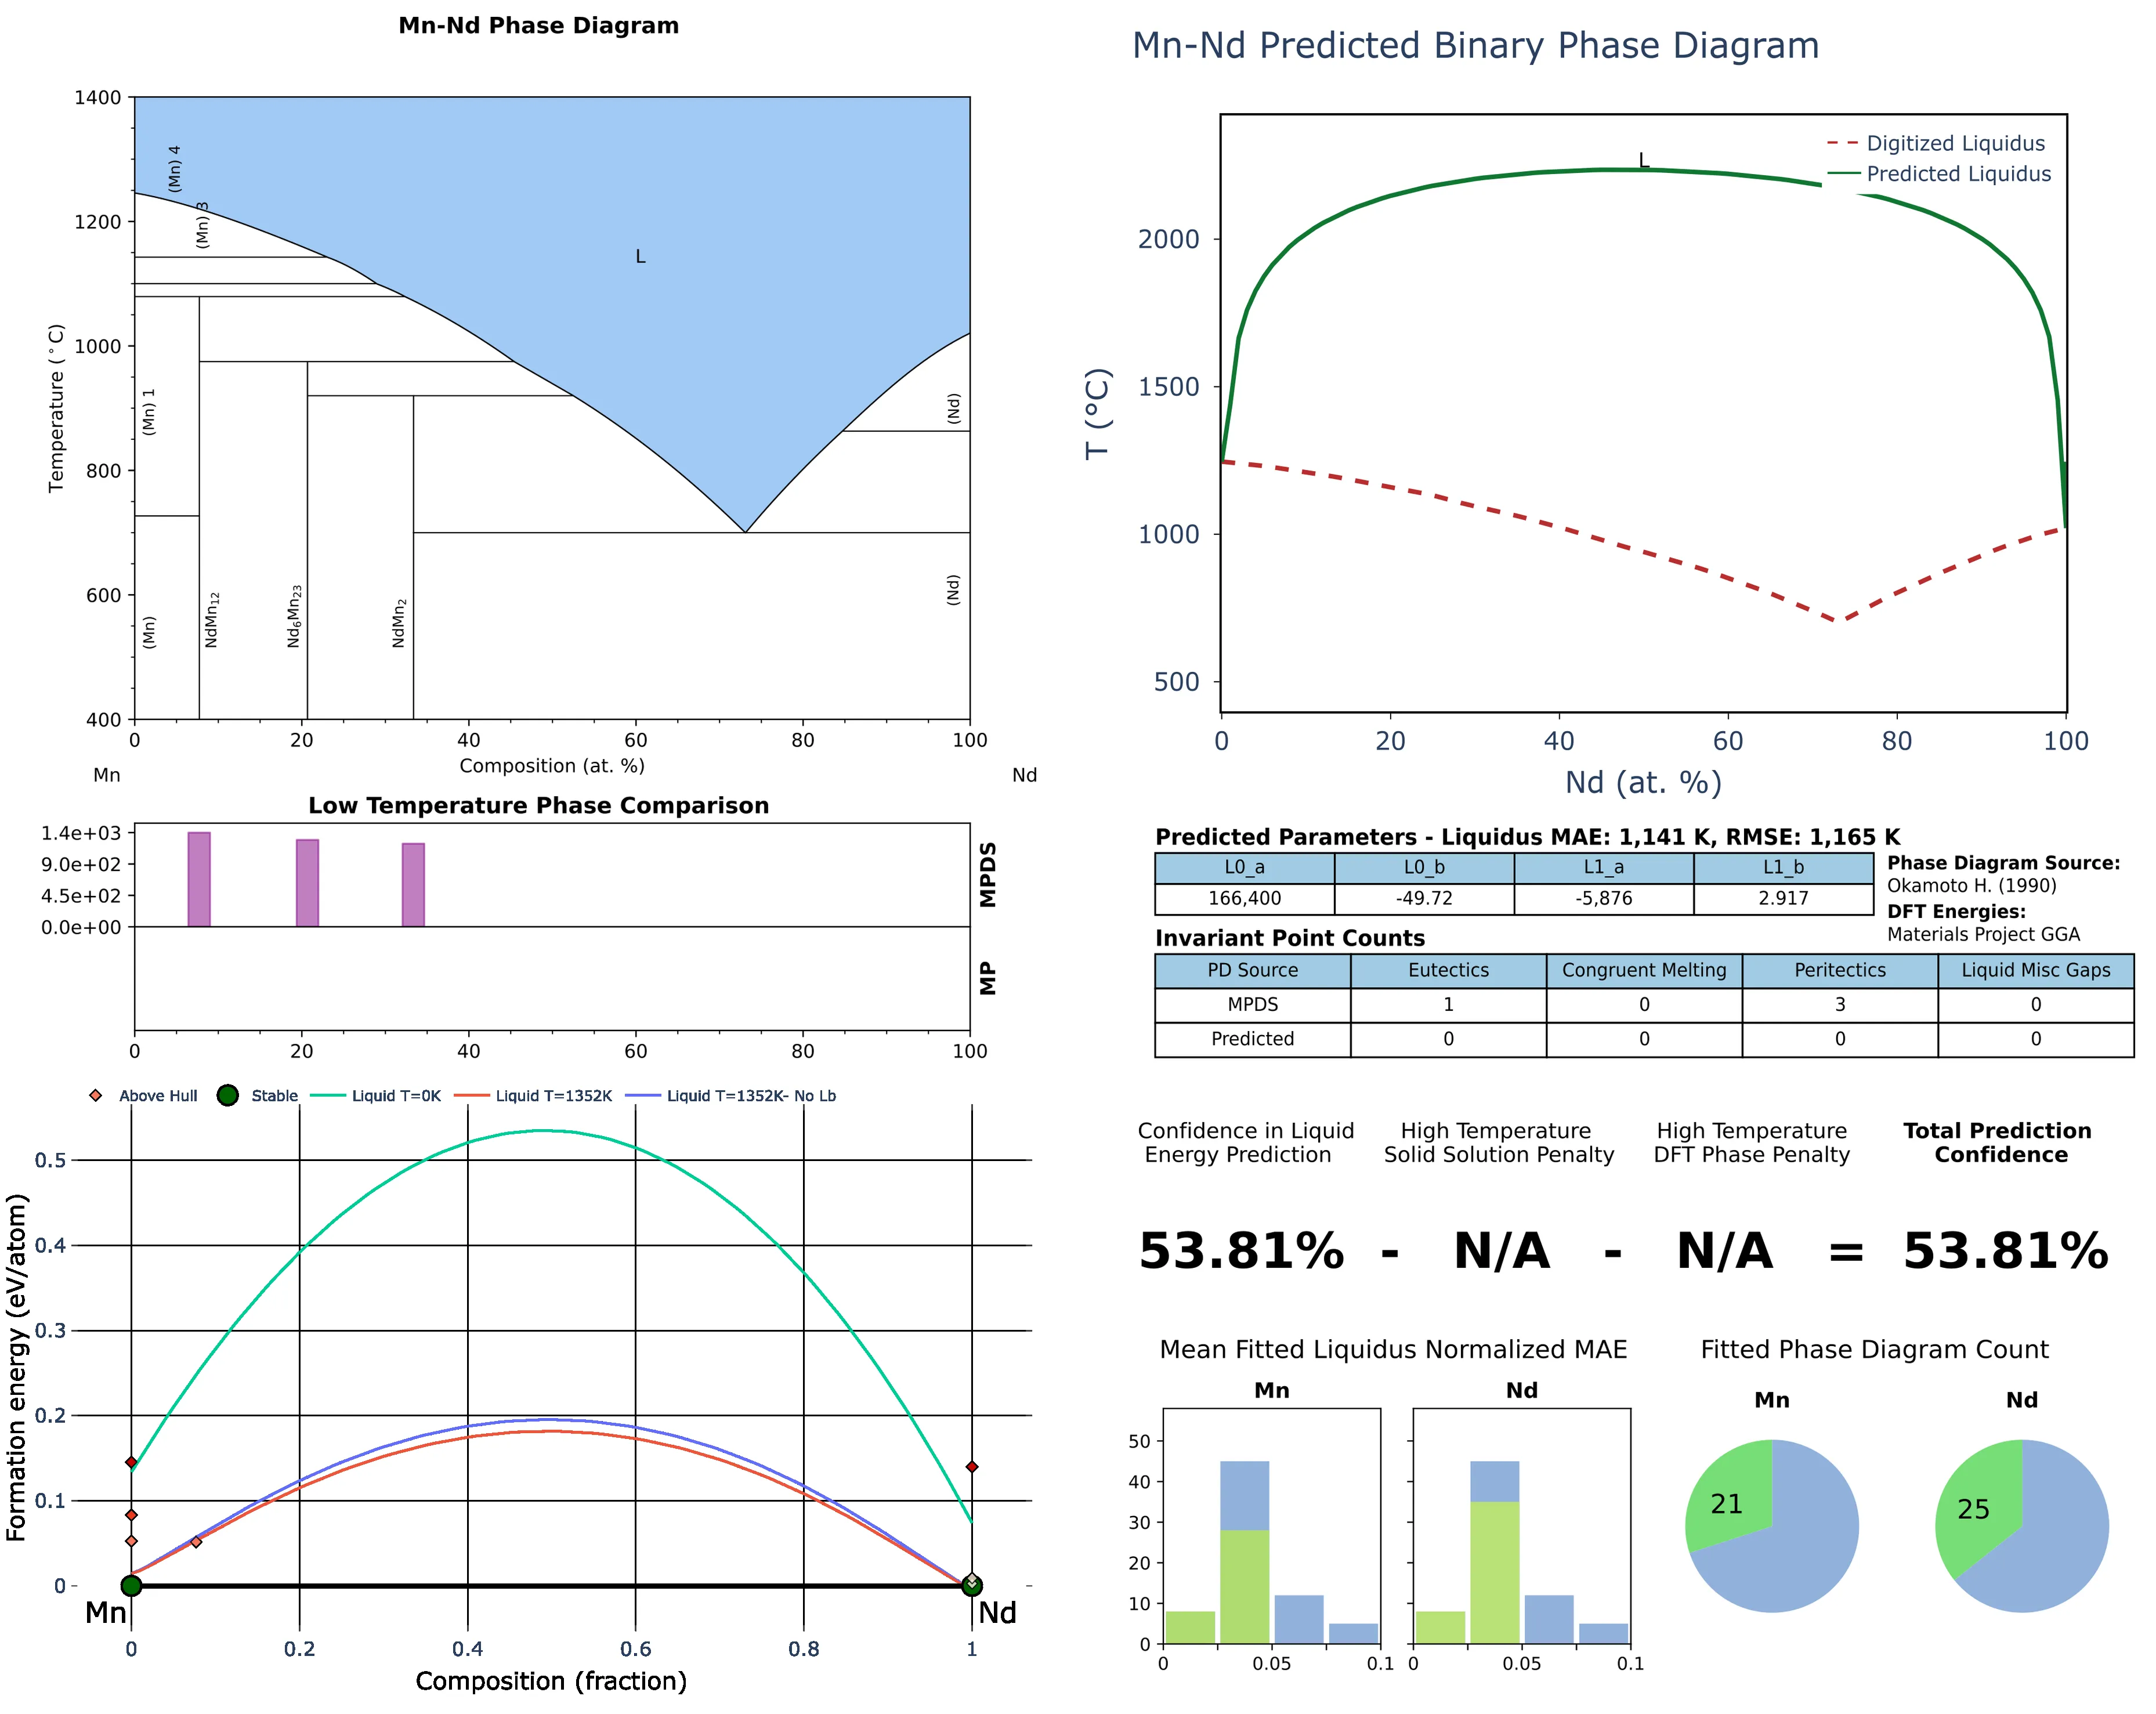 Mn-Nd Phase Diagram
1400
1200
1000
800
600
400
Temperature (°C)
(Mn) 4
(Mn) 3
(Mn) 1
(Mn)
NdMn12
Nd6Mn23
NdMn2
L
(Nd)
(Nd)
0 20 40 60 80 100
Composition (at. %)
Mn Nd
Low Temperature Phase Comparison
1.4e+03
9.0e+02
4.5e+02
0.0e+00
MPDS
MP
0 20 40 60 80 100
Above Hull Stable Liquid T=0K Liquid T=1352K Liquid T=1352K- No Lb
0.5
0.4
0.3
0.2
0.1
0
Formation energy (eV/atom)
Mn Nd
0 0.2 0.4 0.6 0.8 1
Composition (fraction)
Mn-Nd Predicted Binary Phase Diagram
Digitized Liquidus
Predicted Liquidus
L
2000
1500
1000
500
T (°C)
0 20 40 60 80 100
Nd (at. %)
Predicted Parameters - Liquidus MAE: 1,141 K, RMSE: 1,165 K
L0_a L0_b L1_a L1_b
166,400 -49.72 -5,876 2.917
Phase Diagram Source:
Okamoto H. (1990)
DFT Energies:
Materials Project GGA
Invariant Point Counts
PD Source Eutectics Congruent Melting Peritectics Liquid Misc Gaps
MPDS 1 0 3 0
Predicted 0 0 0 0
Confidence in Liquid
Energy Prediction
High Temperature
Solid Solution Penalty
High Temperature
DFT Phase Penalty
Total Prediction
Confidence
53.81% - N/A - N/A = 53.81%
Mean Fitted Liquidus Normalized MAE
Mn Nd
50
40
30
20
10
0
0 0.05 0.1 0 0.05 0.1
Fitted Phase Diagram Count
Mn Nd
21 25